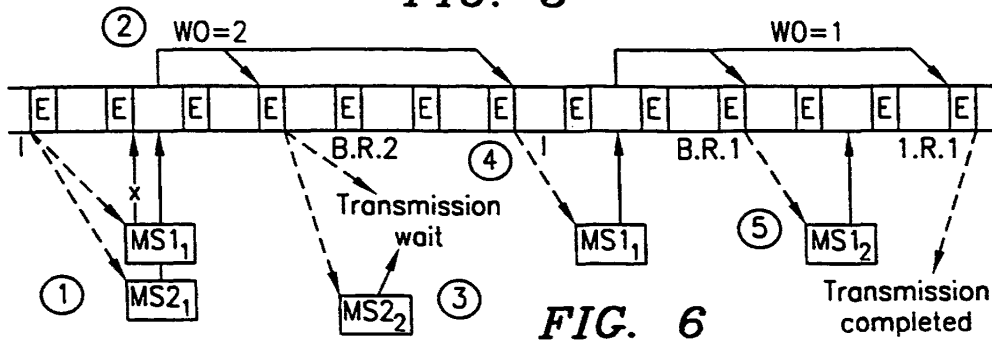 FIG.
② WO=2 WO=1
E E E E E E E E E E E E E
I B.R.2 ④ I B.R.1 1.R.1
x
Transmission
wait
MS1₁ MS1₁ ⑤ MS1₂
① MS2₁ MS2₂ ③
Transmission
completed
FIG. 6